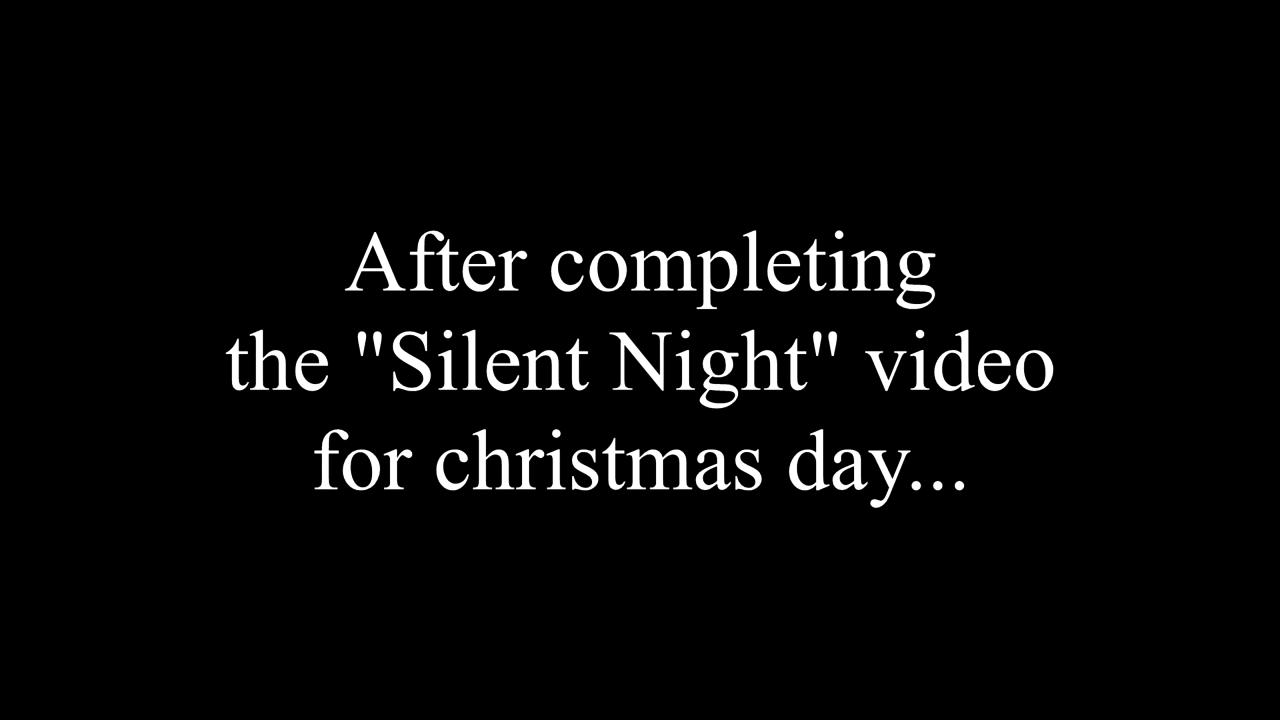 After completing
the "Silent Night" video
for christmas day...